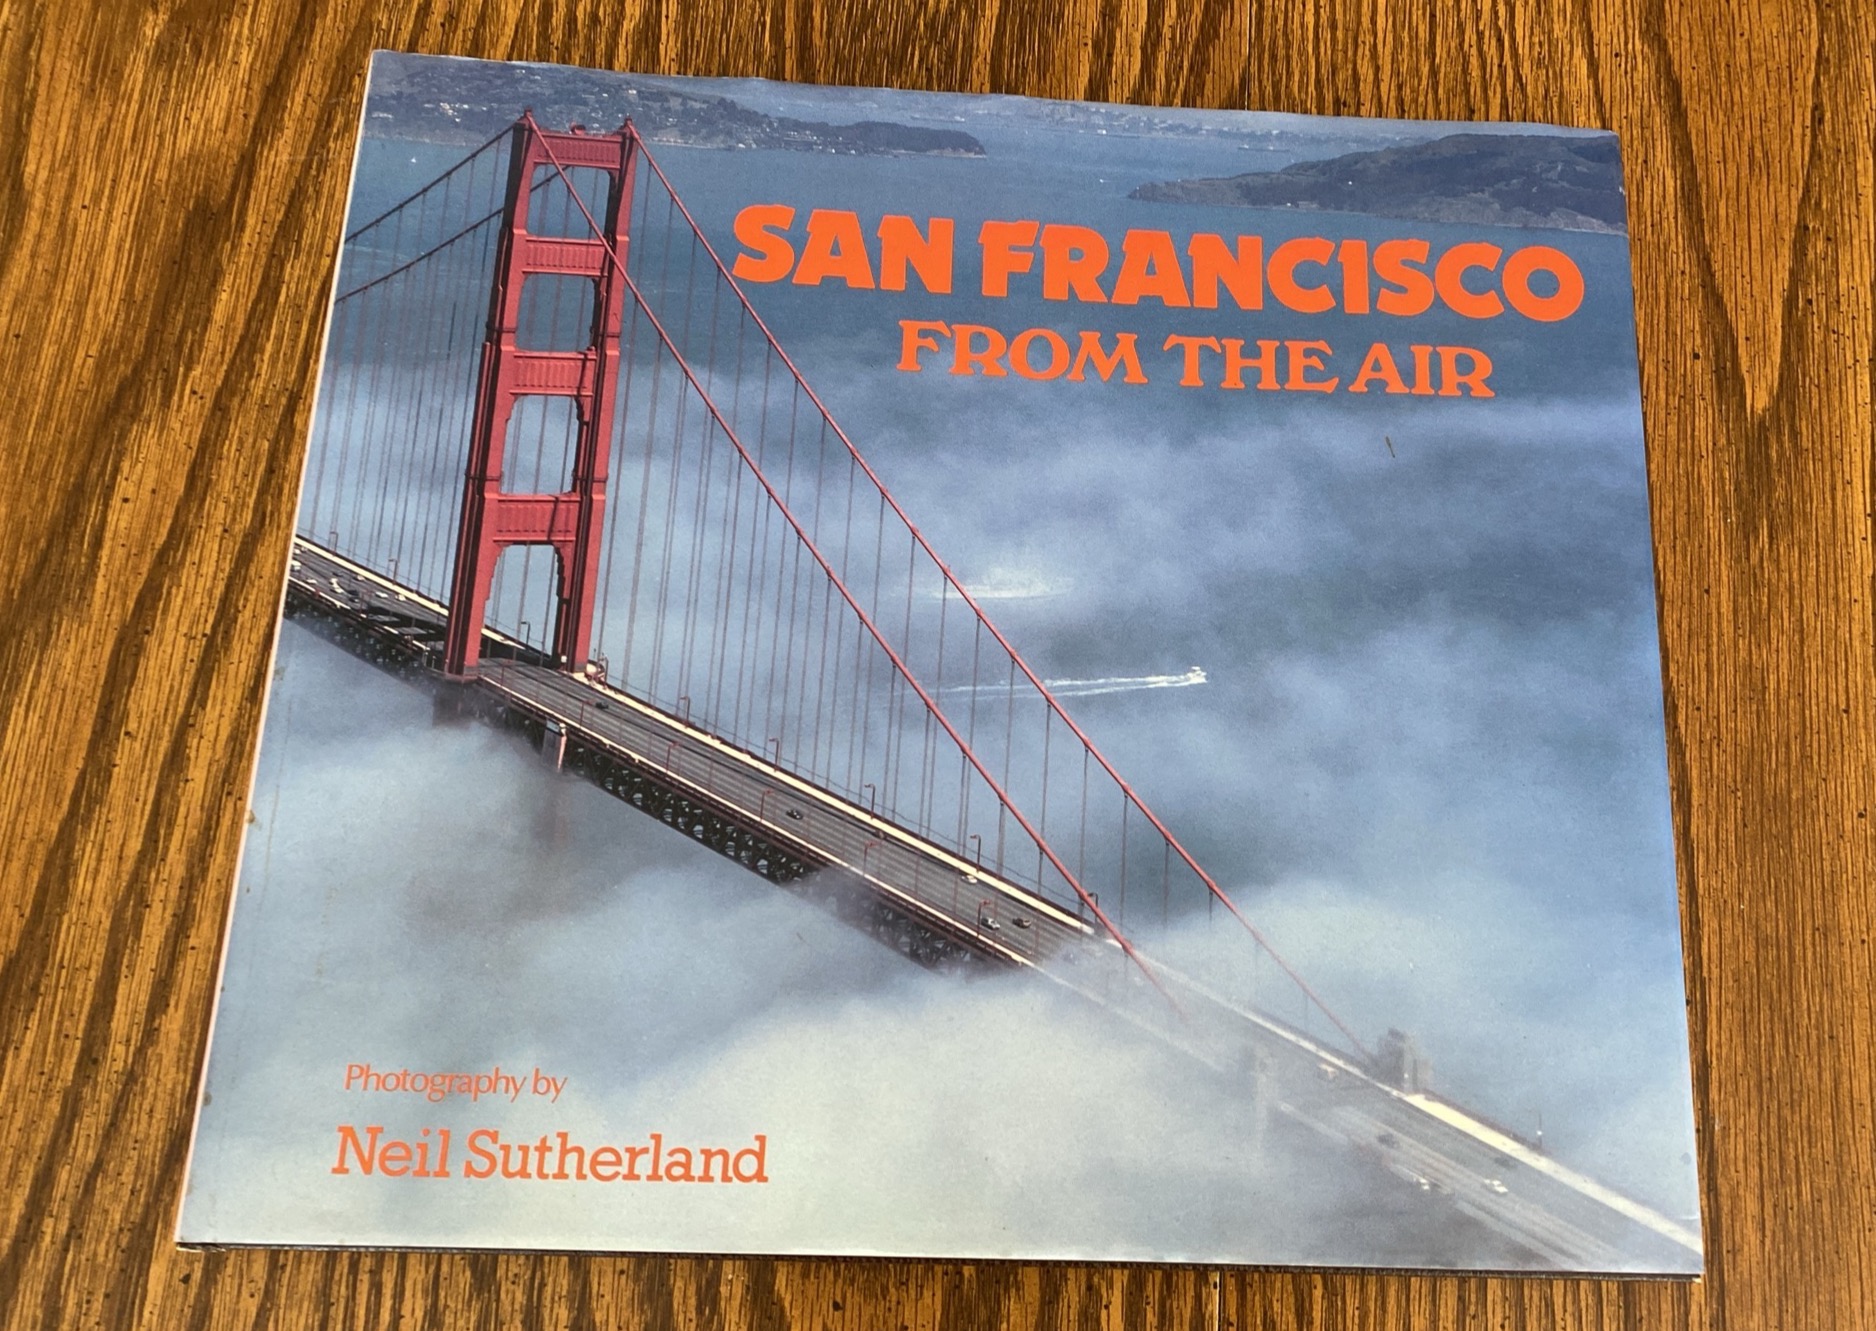 SAN FRANCISCO
FROM THE AIR
Photography by
Neil Sutherland